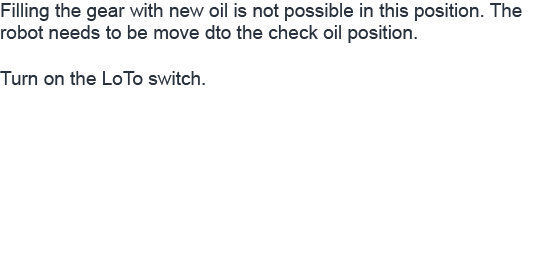 Filling the gear with new oil is not possible in this position. The
robot needs to be move dto the check oil position.
Turn on the LoTo switch.